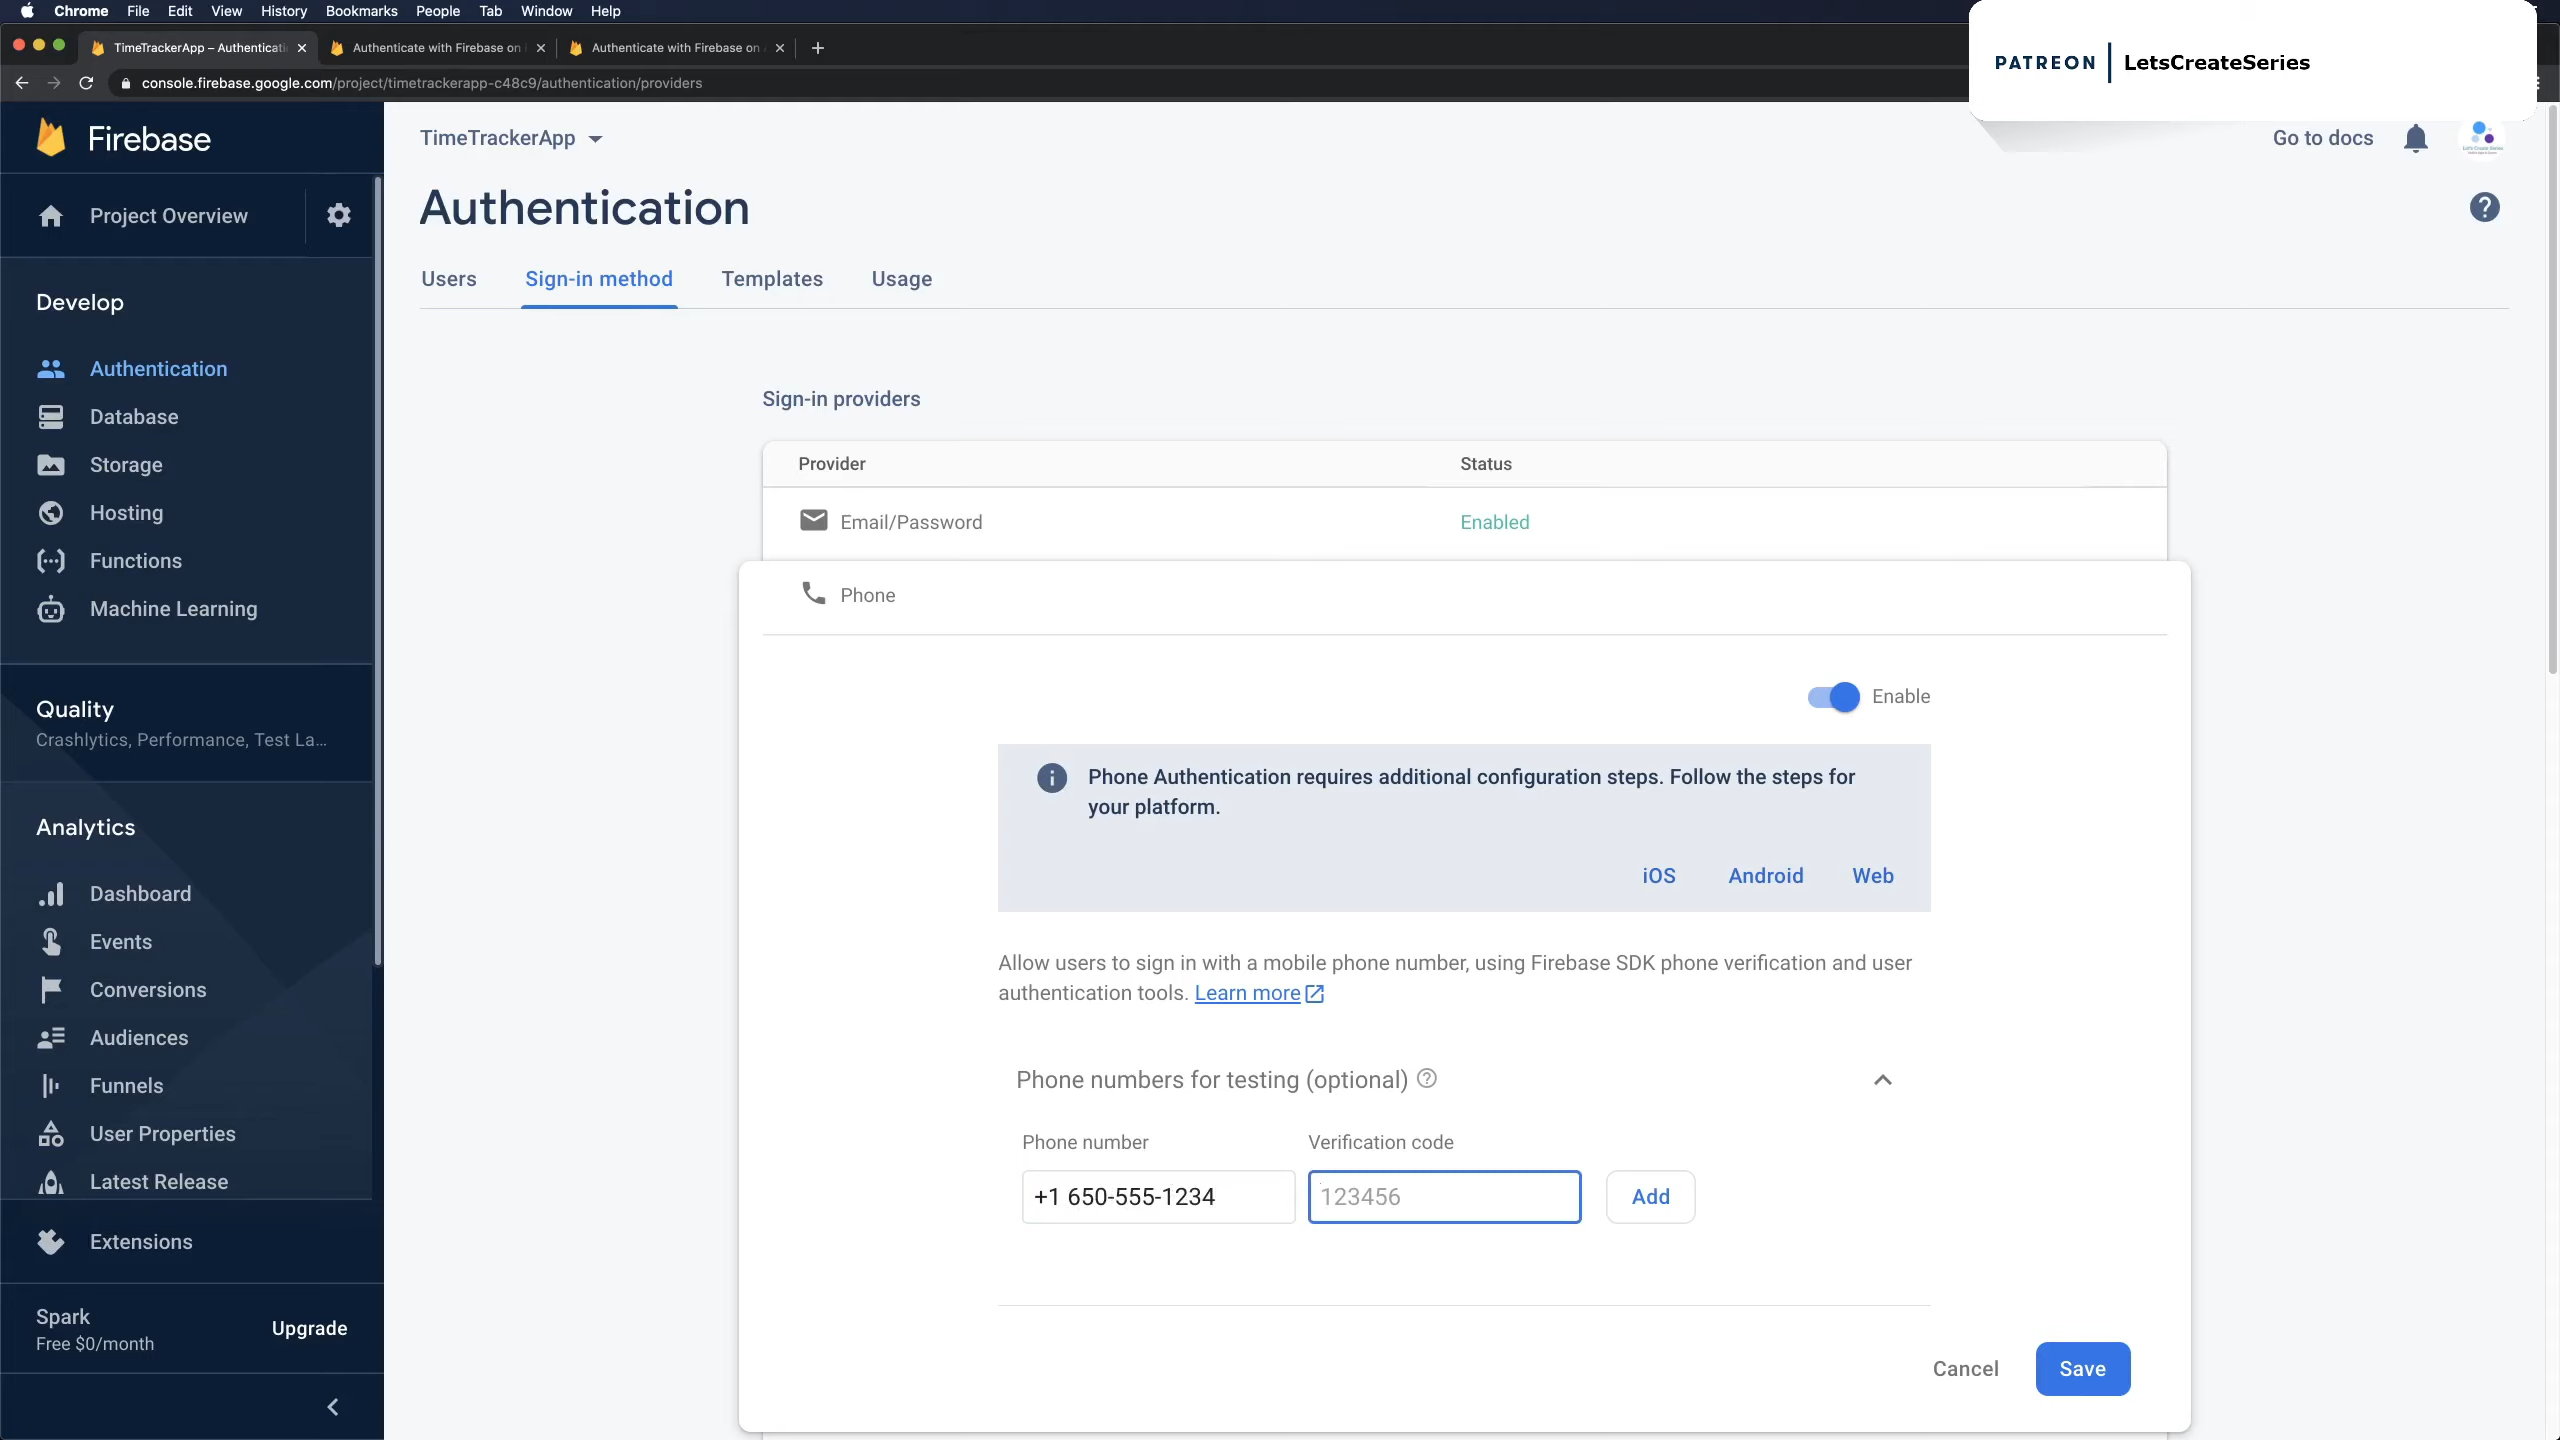 Chrome File Edit View History Bookmarks People Tab Window Help
TimeTrackerApp – Authenticati
Authenticate with Firebase on
Authenticate with Firebase on
console.firebase.google.com/project/timetrackerapp-c48c9/authentication/providers
PATREON LetsCreateSeries
Firebase
Project Overview
Develop
Authentication
Database
Storage
Hosting
Functions
Machine Learning
Quality
Crashlytics, Performance, Test La...
Analytics
Dashboard
Events
Conversions
Audiences
Funnels
User Properties
Latest Release
Extensions
Spark
Free $0/month
Upgrade
TimeTrackerApp
Go to docs
Authentication
Users Sign-in method Templates Usage
Sign-in providers
Provider Status
Email/Password Enabled
Phone
Enable
Phone Authentication requires additional configuration steps. Follow the steps for
your platform.
iOS Android Web
Allow users to sign in with a mobile phone number, using Firebase SDK phone verification and user
authentication tools. Learn more
Phone numbers for testing (optional)
Phone number Verification code
+1 650-555-1234 123456 Add
Cancel Save